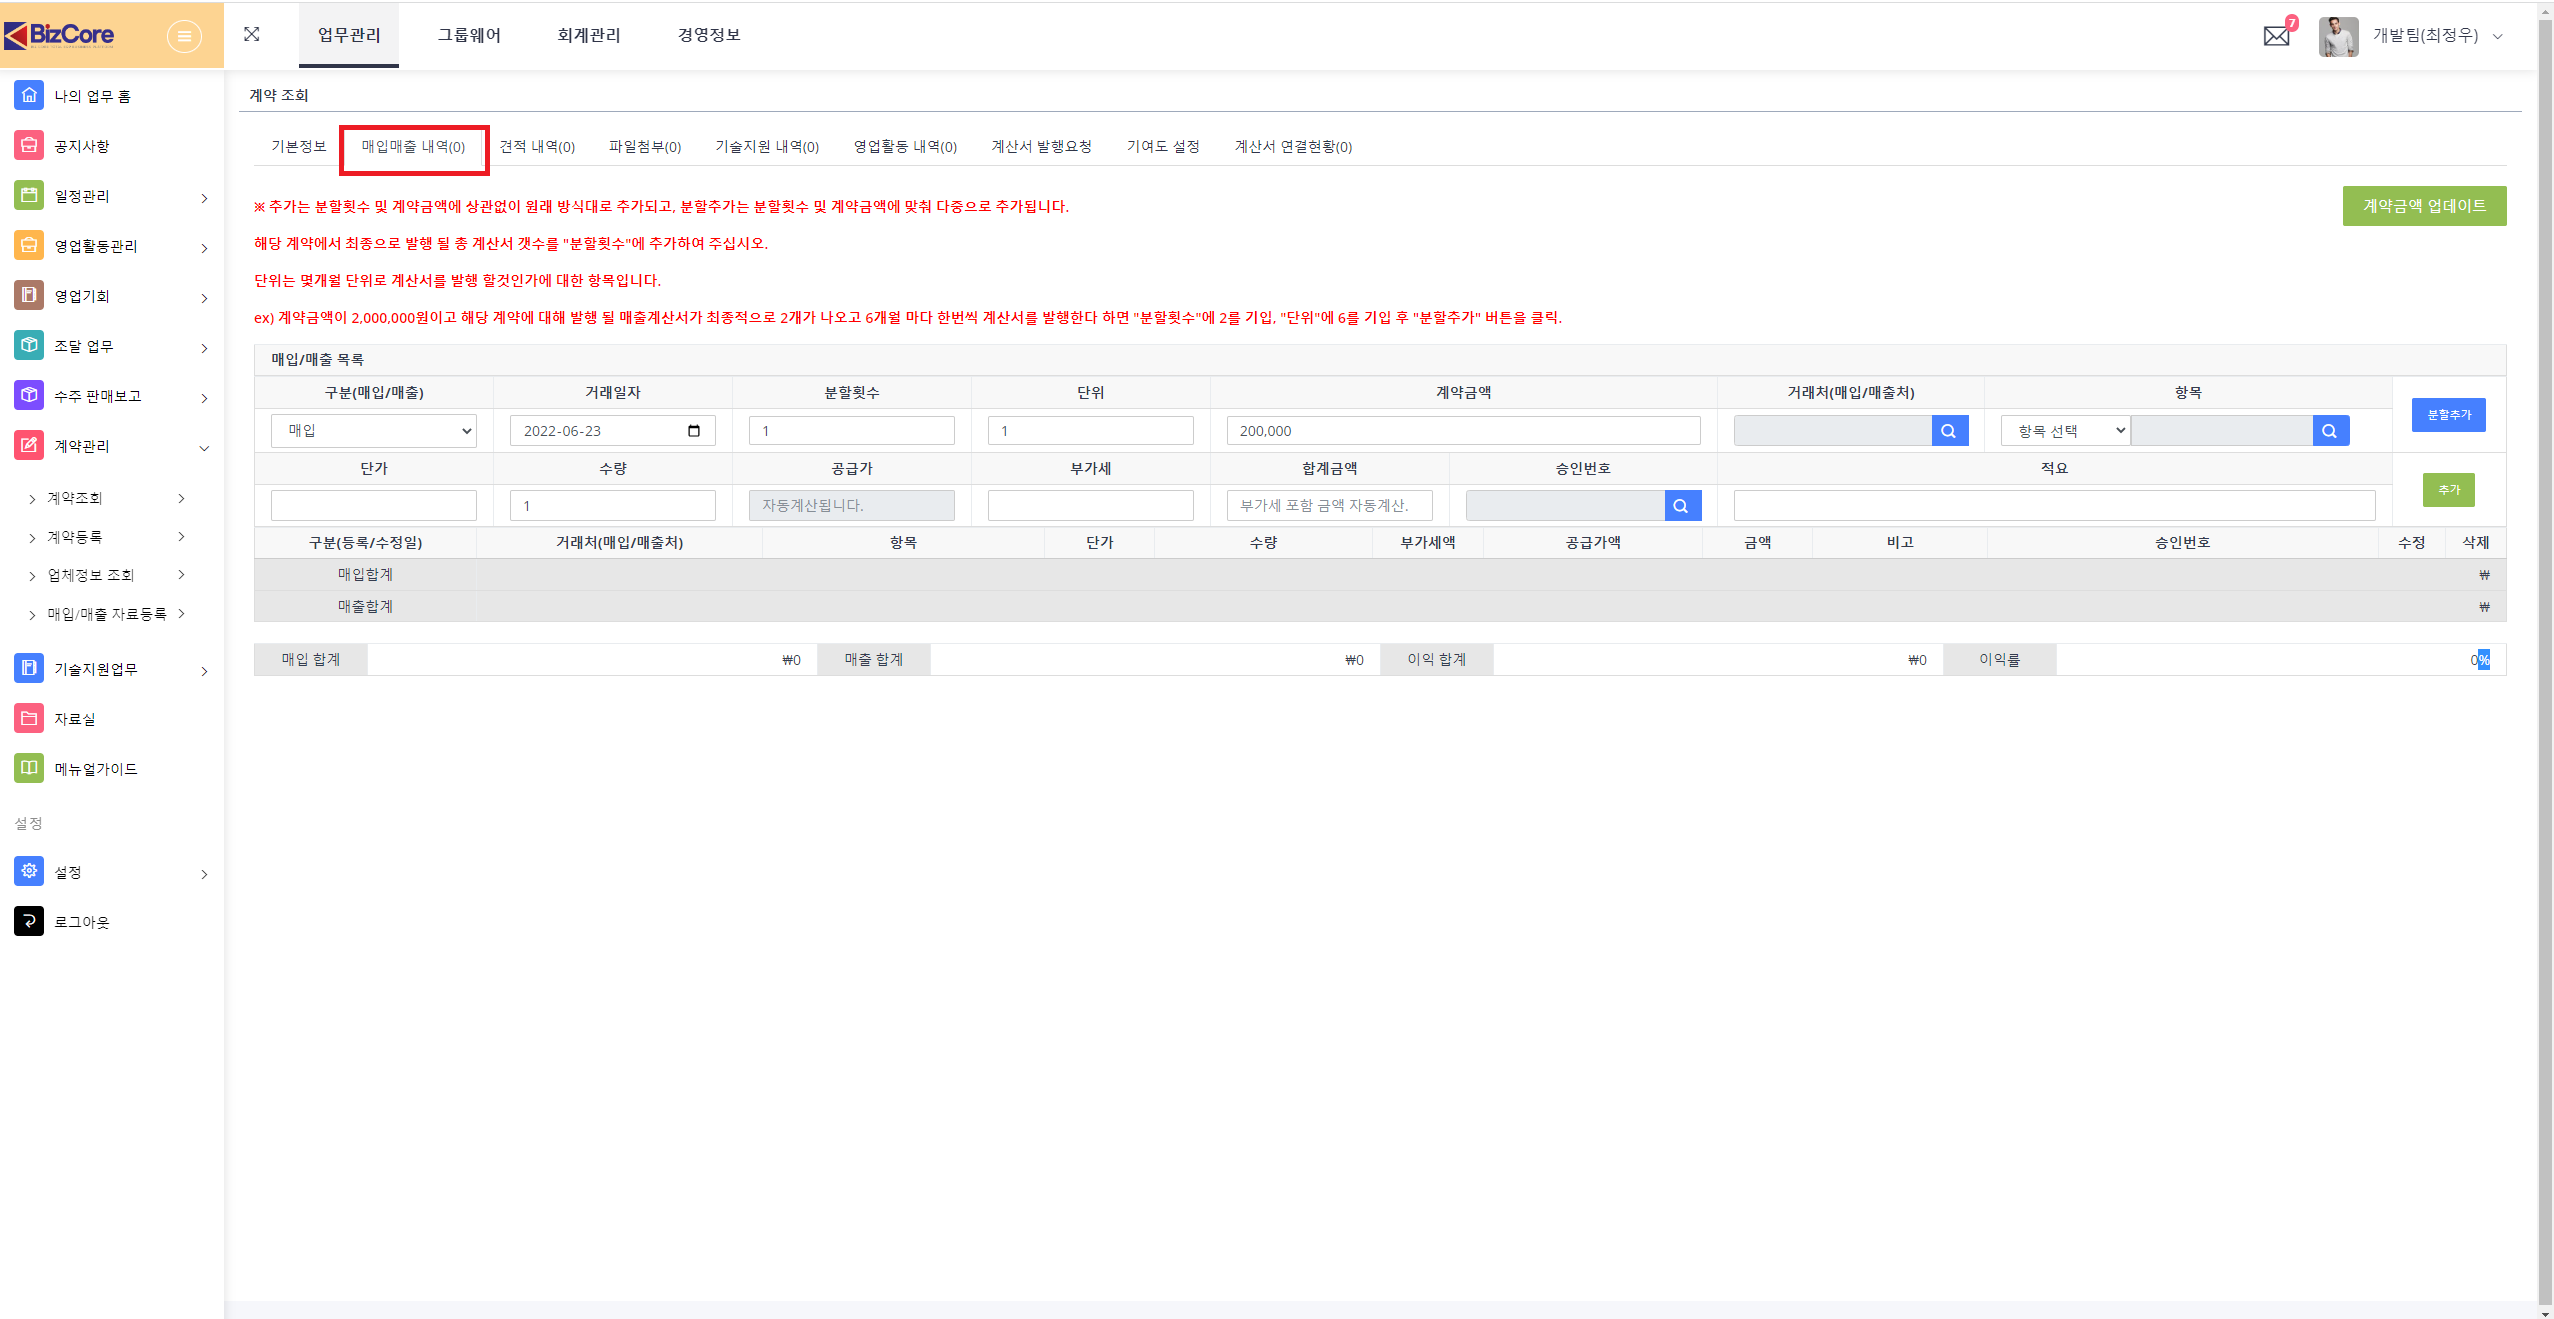 BizCore
업무관리 그룹웨어 회계관리 경영정보
7
개발팀(최정우)
나의 업무 홈
공지사항
일정관리
영업활동관리
영업기회
조달 업무
수주 판매보고
계약관리
계약조회
계약등록
업체정보 조회
매입/매출 자료등록
기술지원업무
자료실
메뉴얼가이드
설정
설정
로그아웃
계약 조회
기본정보 매입매출 내역(0) 견적 내역(0) 파일첨부(0) 기술지원 내역(0) 영업활동 내역(0) 계산서 발행요청 기여도 설정 계산서 연결현황(0)
계약금액 업데이트
※ 추가는 분할횟수 및 계약금액에 상관없이 원래 방식대로 추가되고, 분할추가는 분할횟수 및 계약금액에 맞춰 다중으로 추가됩니다.
해당 계약에서 최종으로 발행 될 총 계산서 갯수를 "분할횟수"에 추가하여 주십시오.
단위는 몇개월 단위로 계산서를 발행 할것인가에 대한 항목입니다.
ex) 계약금액이 2,000,000원이고 해당 계약에 대해 발행 될 매출계산서가 최종적으로 2개가 나오고 6개월 마다 한번씩 계산서를 발행한다 하면 "분할횟수"에 2를 기입, "단위"에 6를 기입 후 "분할추가" 버튼을 클릭.
매입/매출 목록
구분(매입/매출) 거래일자 분할횟수 단위 계약금액 거래처(매입/매출처) 항목
매입 2022-06-23 1 1 200,000 항목 선택 분할추가
단가 수량 공급가 부가세 합계금액 승인번호 적요
1 자동계산됩니다. 부가세 포함 금액 자동계산. 추가
구분(등록/수정일) 거래처(매입/매출처) 항목 단가 수량 부가세액 공급가액 금액 비고 승인번호 수정 삭제
매입합계 ₩
매출합계 ₩
매입 합계 ₩0 매출 합계 ₩0 이익 합계 ₩0 이익률 0%